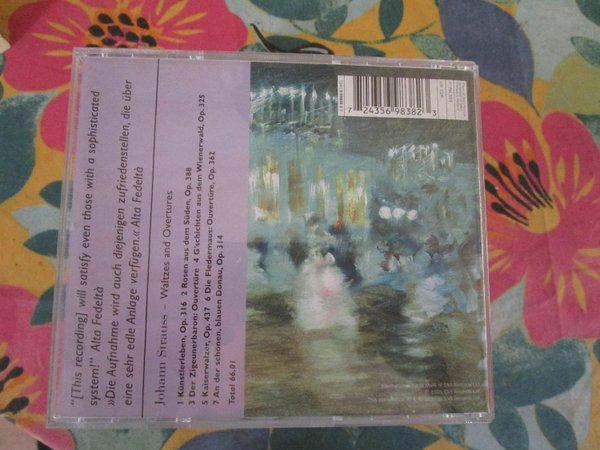 "[This recording] will satisfy even those with a sophisticated
system!" Alta Fedeltà
»Die Aufnahme wird auch diejenigen zufriedenstellen, die über
eine sehr edle Anlage verfügen.« Alta Fedeltà
Johann Strauss – Waltzes and Overtures
1 Künstlerleben, Op. 316 2 Rosen aus dem Süden, Op. 388
3 Der Zigeunerbaron: Ouvertüre 4 G'schichten aus dem Wienerwald, Op. 325
5 Kaiserwalzer, Op. 437 6 Die Fledermaus: Ouvertüre, Op. 362
7 An der schönen, blauen Donau, Op. 314
Total 66.01
7 24356 98382 3